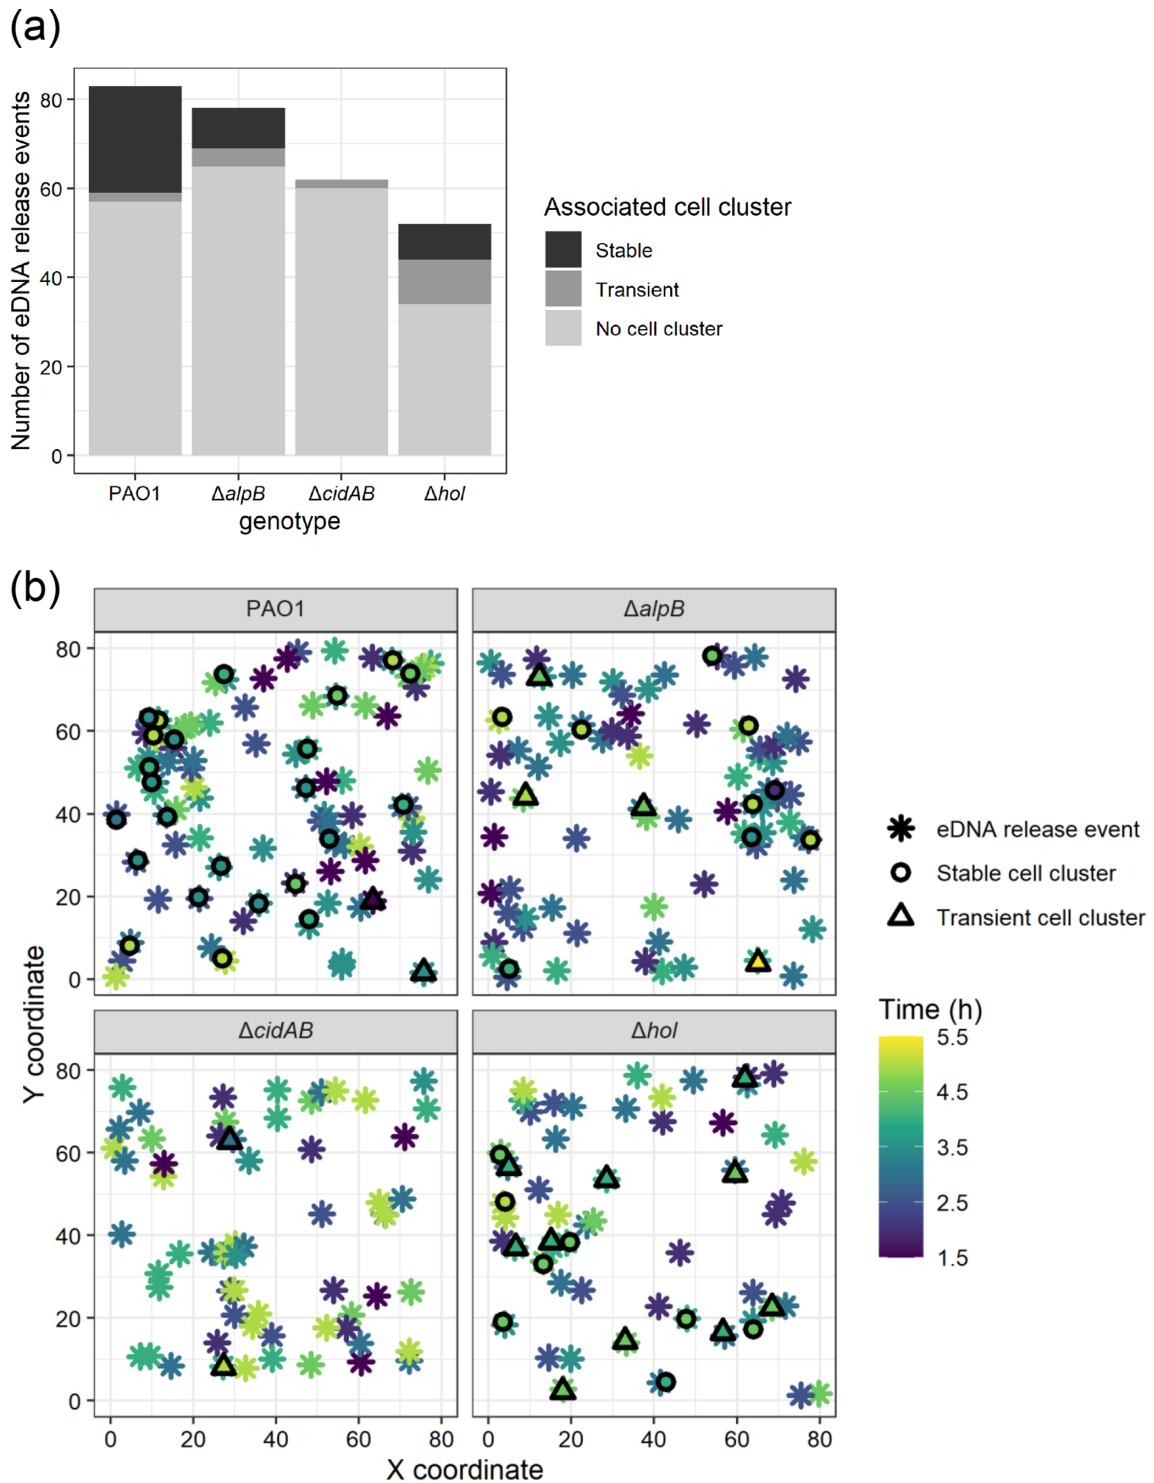 (a)
Number of eDNA release events
80
60
40
20
0
PAO1 ΔalpB ΔcidAB Δhol
genotype
Associated cell cluster
Stable
Transient
No cell cluster
(b)
PAO1 ΔalpB
80
60
40
20
0
ΔcidAB Δhol
80
60
40
20
0
0 20 40 60 80 0 20 40 60 80
X coordinate
Y coordinate
eDNA release event
Stable cell cluster
Transient cell cluster
Time (h)
5.5
4.5
3.5
2.5
1.5